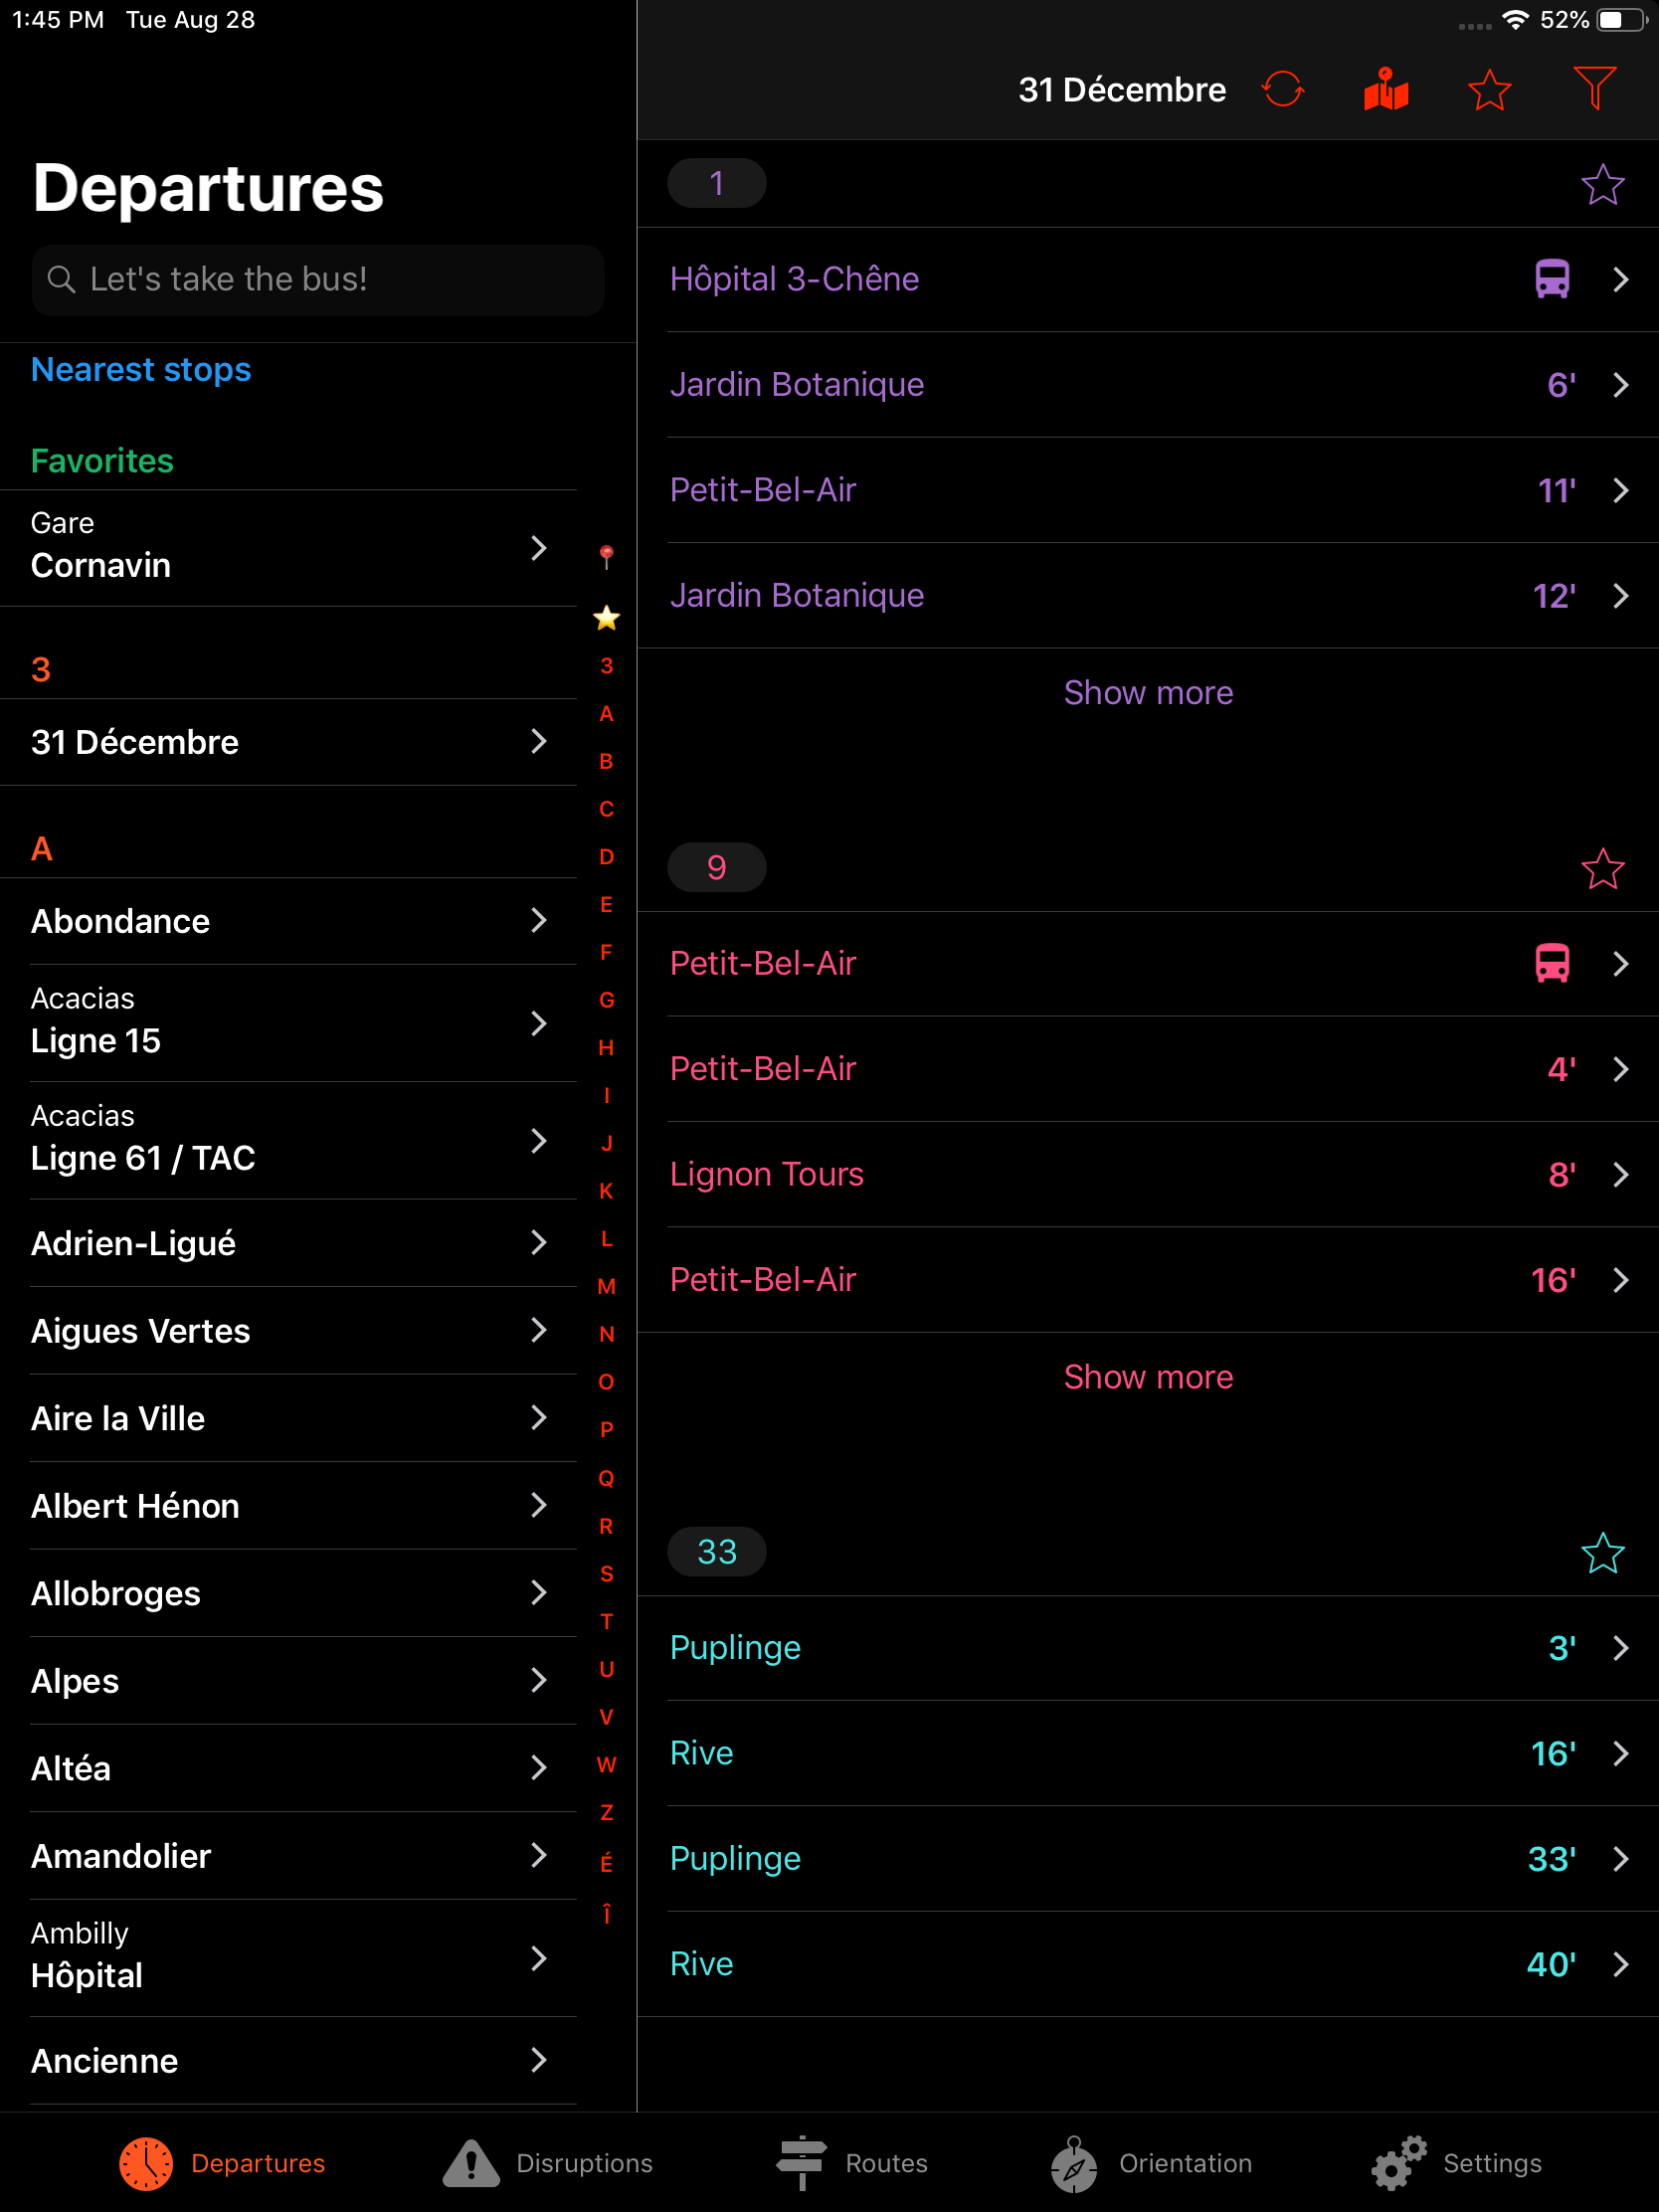 1:45 PM Tue Aug 28
52%
Departures
Let's take the bus!
Nearest stops
Favorites
Gare
Cornavin
3
31 Décembre
A
Abondance
Acacias
Ligne 15
Acacias
Ligne 61 / TAC
Adrien-Ligué
Aigues Vertes
Aire la Ville
Albert Hénon
Allobroges
Alpes
Altéa
Amandolier
Ambilly
Hôpital
Ancienne
3
A
B
C
D
E
F
G
H
I
J
K
L
M
N
O
P
Q
R
S
T
U
V
W
Z
É
Î
31 Décembre
1
Hôpital 3-Chêne
Jardin Botanique 6'
Petit-Bel-Air 11'
Jardin Botanique 12'
Show more
9
Petit-Bel-Air
Petit-Bel-Air 4'
Lignon Tours 8'
Petit-Bel-Air 16'
Show more
33
Puplinge 3'
Rive 16'
Puplinge 33'
Rive 40'
Departures Disruptions Routes Orientation Settings